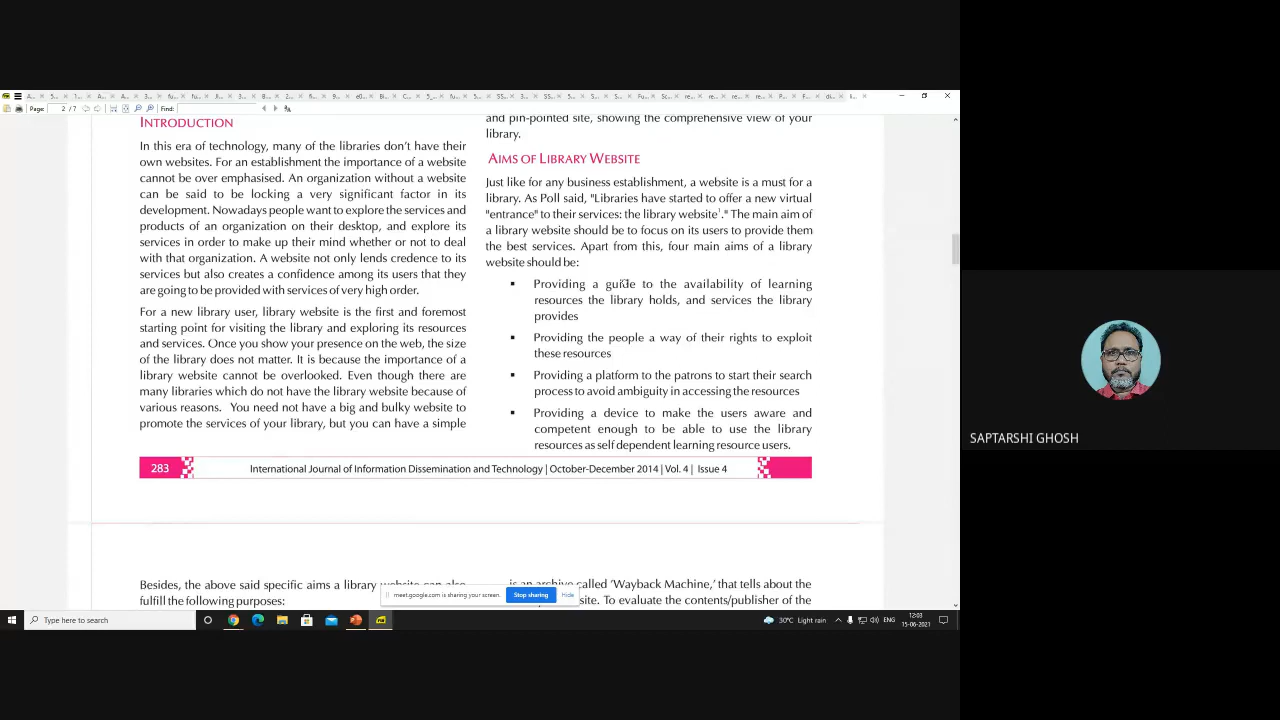 Page: 2 / 7 Find:
INTRODUCTION
In this era of technology, many of the libraries don't have their
own websites. For an establishment the importance of a website
cannot be over emphasised. An organization without a website
can be said to be locking a very significant factor in its
development. Nowadays people want to explore the services and
products of an organization on their desktop, and explore its
services in order to make up their mind whether or not to deal
with that organization. A website not only lends credence to its
services but also creates a confidence among its users that they
are going to be provided with services of very high order.
For a new library user, library website is the first and foremost
starting point for visiting the library and exploring its resources
and services. Once you show your presence on the web, the size
of the library does not matter. It is because the importance of a
library website cannot be overlooked. Even though there are
many libraries which do not have the library website because of
various reasons. You need not have a big and bulky website to
promote the services of your library, but you can have a simple
and pin-pointed site, showing the comprehensive view of your
library.
AIMS OF LIBRARY WEBSITE
Just like for any business establishment, a website is a must for a
library. As Poll said, "Libraries have started to offer a new virtual
"entrance" to their services: the library website1." The main aim of
a library website should be to focus on its users to provide them
the best services. Apart from this, four main aims of a library
website should be:
▪ Providing a guide to the availability of learning
resources the library holds, and services the library
provides
▪ Providing the people a way of their rights to exploit
these resources
▪ Providing a platform to the patrons to start their search
process to avoid ambiguity in accessing the resources
▪ Providing a device to make the users aware and
competent enough to be able to use the library
resources as self dependent learning resource users.
283 International Journal of Information Dissemination and Technology | October-December 2014 | Vol. 4 | Issue 4
Besides, the above said specific aims a library website can also
fulfill the following purposes:
is an archive called 'Wayback Machine,' that tells about the
site. To evaluate the contents/publisher of the
meet.google.com is sharing your screen. Stop sharing Hide
SAPTARSHI GHOSH
Type here to search
30°C Light rain
ENG
12:03
15-06-2021